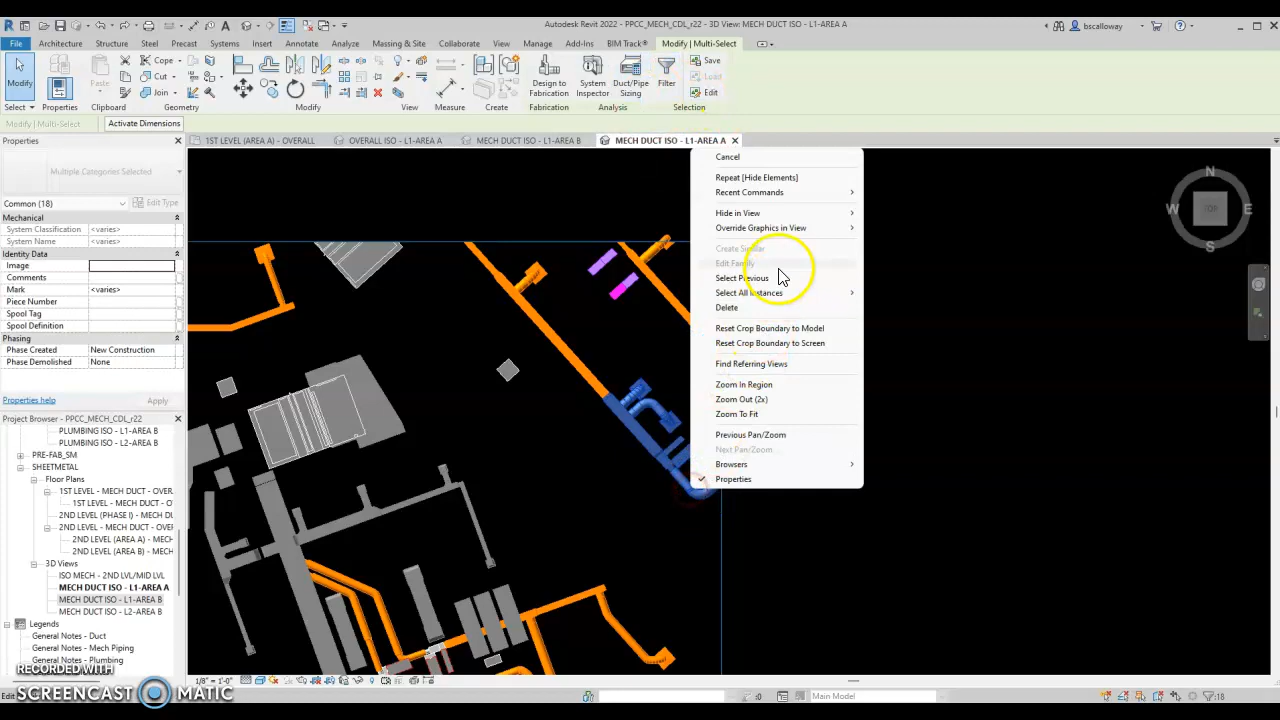 Autodesk Revit 2022 - PPCC_MECH_CDL_r22 - 3D View: MECH DUCT ISO - L1-AREA A
bscalloway
File
Architecture
Structure
Steel
Precast
Systems
Insert
Annotate
Analyze
Massing & Site
Collaborate
View
Manage
Add-Ins
BIM Track®
Modify | Multi-Select
Modify
Paste
Cope
Cut
Join
Design to Fabrication
System Inspector
Duct/Pipe Sizing
Filter
Save
Load
Edit
Select
Properties
Clipboard
Geometry
Modify
View
Measure
Create
Fabrication
Analysis
Selection
Modify | Multi-Select
Activate Dimensions
Properties
1ST LEVEL (AREA A) - OVERALL
OVERALL ISO - L1-AREA A
MECH DUCT ISO - L1-AREA B
MECH DUCT ISO - L1-AREA A
Multiple Categories Selected
Common (18)
Edit Type
Mechanical
System Classification <varies>
System Name <varies>
Identity Data
Image
Comments
Mark <varies>
Piece Number
Spool Tag
Spool Definition
Phasing
Phase Created New Construction
Phase Demolished None
Properties help
Apply
Project Browser - PPCC_MECH_CDL_r22
PLUMBING ISO - L1-AREA B
PLUMBING ISO - L2-AREA B
PRE-FAB_SM
SHEETMETAL
Floor Plans
1ST LEVEL - MECH DUCT - OVER
1ST LEVEL - MECH DUCT - O
2ND LEVEL (PHASE I) - MECH DU
2ND LEVEL - MECH DUCT - OVE
2ND LEVEL (AREA A) - MECH
2ND LEVEL (AREA B) - MECH
3D Views
ISO MECH - 2ND LVL/MID LVL
MECH DUCT ISO - L1-AREA A
MECH DUCT ISO - L1-AREA B
MECH DUCT ISO - L2-AREA B
Legends
General Notes - Duct
General Notes - Mech Piping
General Notes - Plumbing
Cancel
Repeat [Hide Elements]
Recent Commands
Hide in View
Override Graphics in View
Create Similar
Edit Family
Select Previous
Select All Instances
Delete
Reset Crop Boundary to Model
Reset Crop Boundary to Screen
Find Referring Views
Zoom In Region
Zoom Out (2x)
Zoom To Fit
Previous Pan/Zoom
Next Pan/Zoom
Browsers
Properties
N
W TOP E
S
1/8" = 1'-0"
RECORDED WITH
SCREENCAST MATIC
:0
Main Model
:18